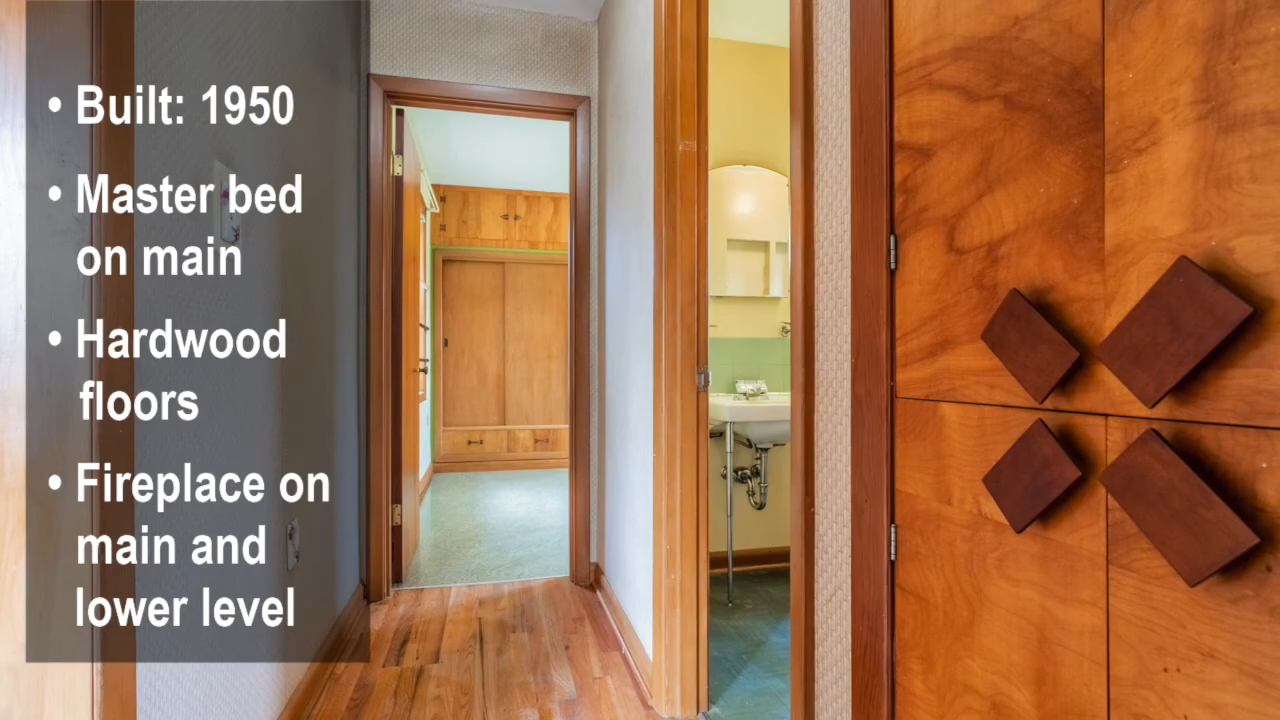 • Built: 1950
• Master bed
on main
• Hardwood
floors
• Fireplace on
main and
lower level